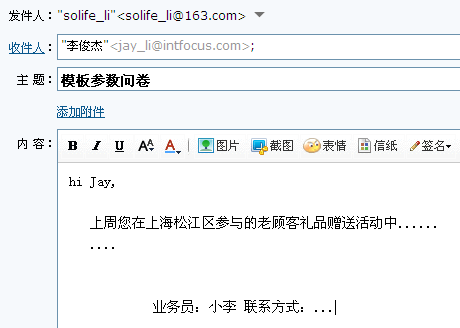 发件人："solife_li"<solife_li@163.com>
收件人："李俊杰"<jay_li@intfocus.com>;
主 题：模板参数问卷
添加附件
内 容：B I U AA A 图片 截图 表情 信纸 签名
hi Jay,
上周您在上海松江区参与的老顾客礼品赠送活动中......
....
业务员：小李 联系方式：...